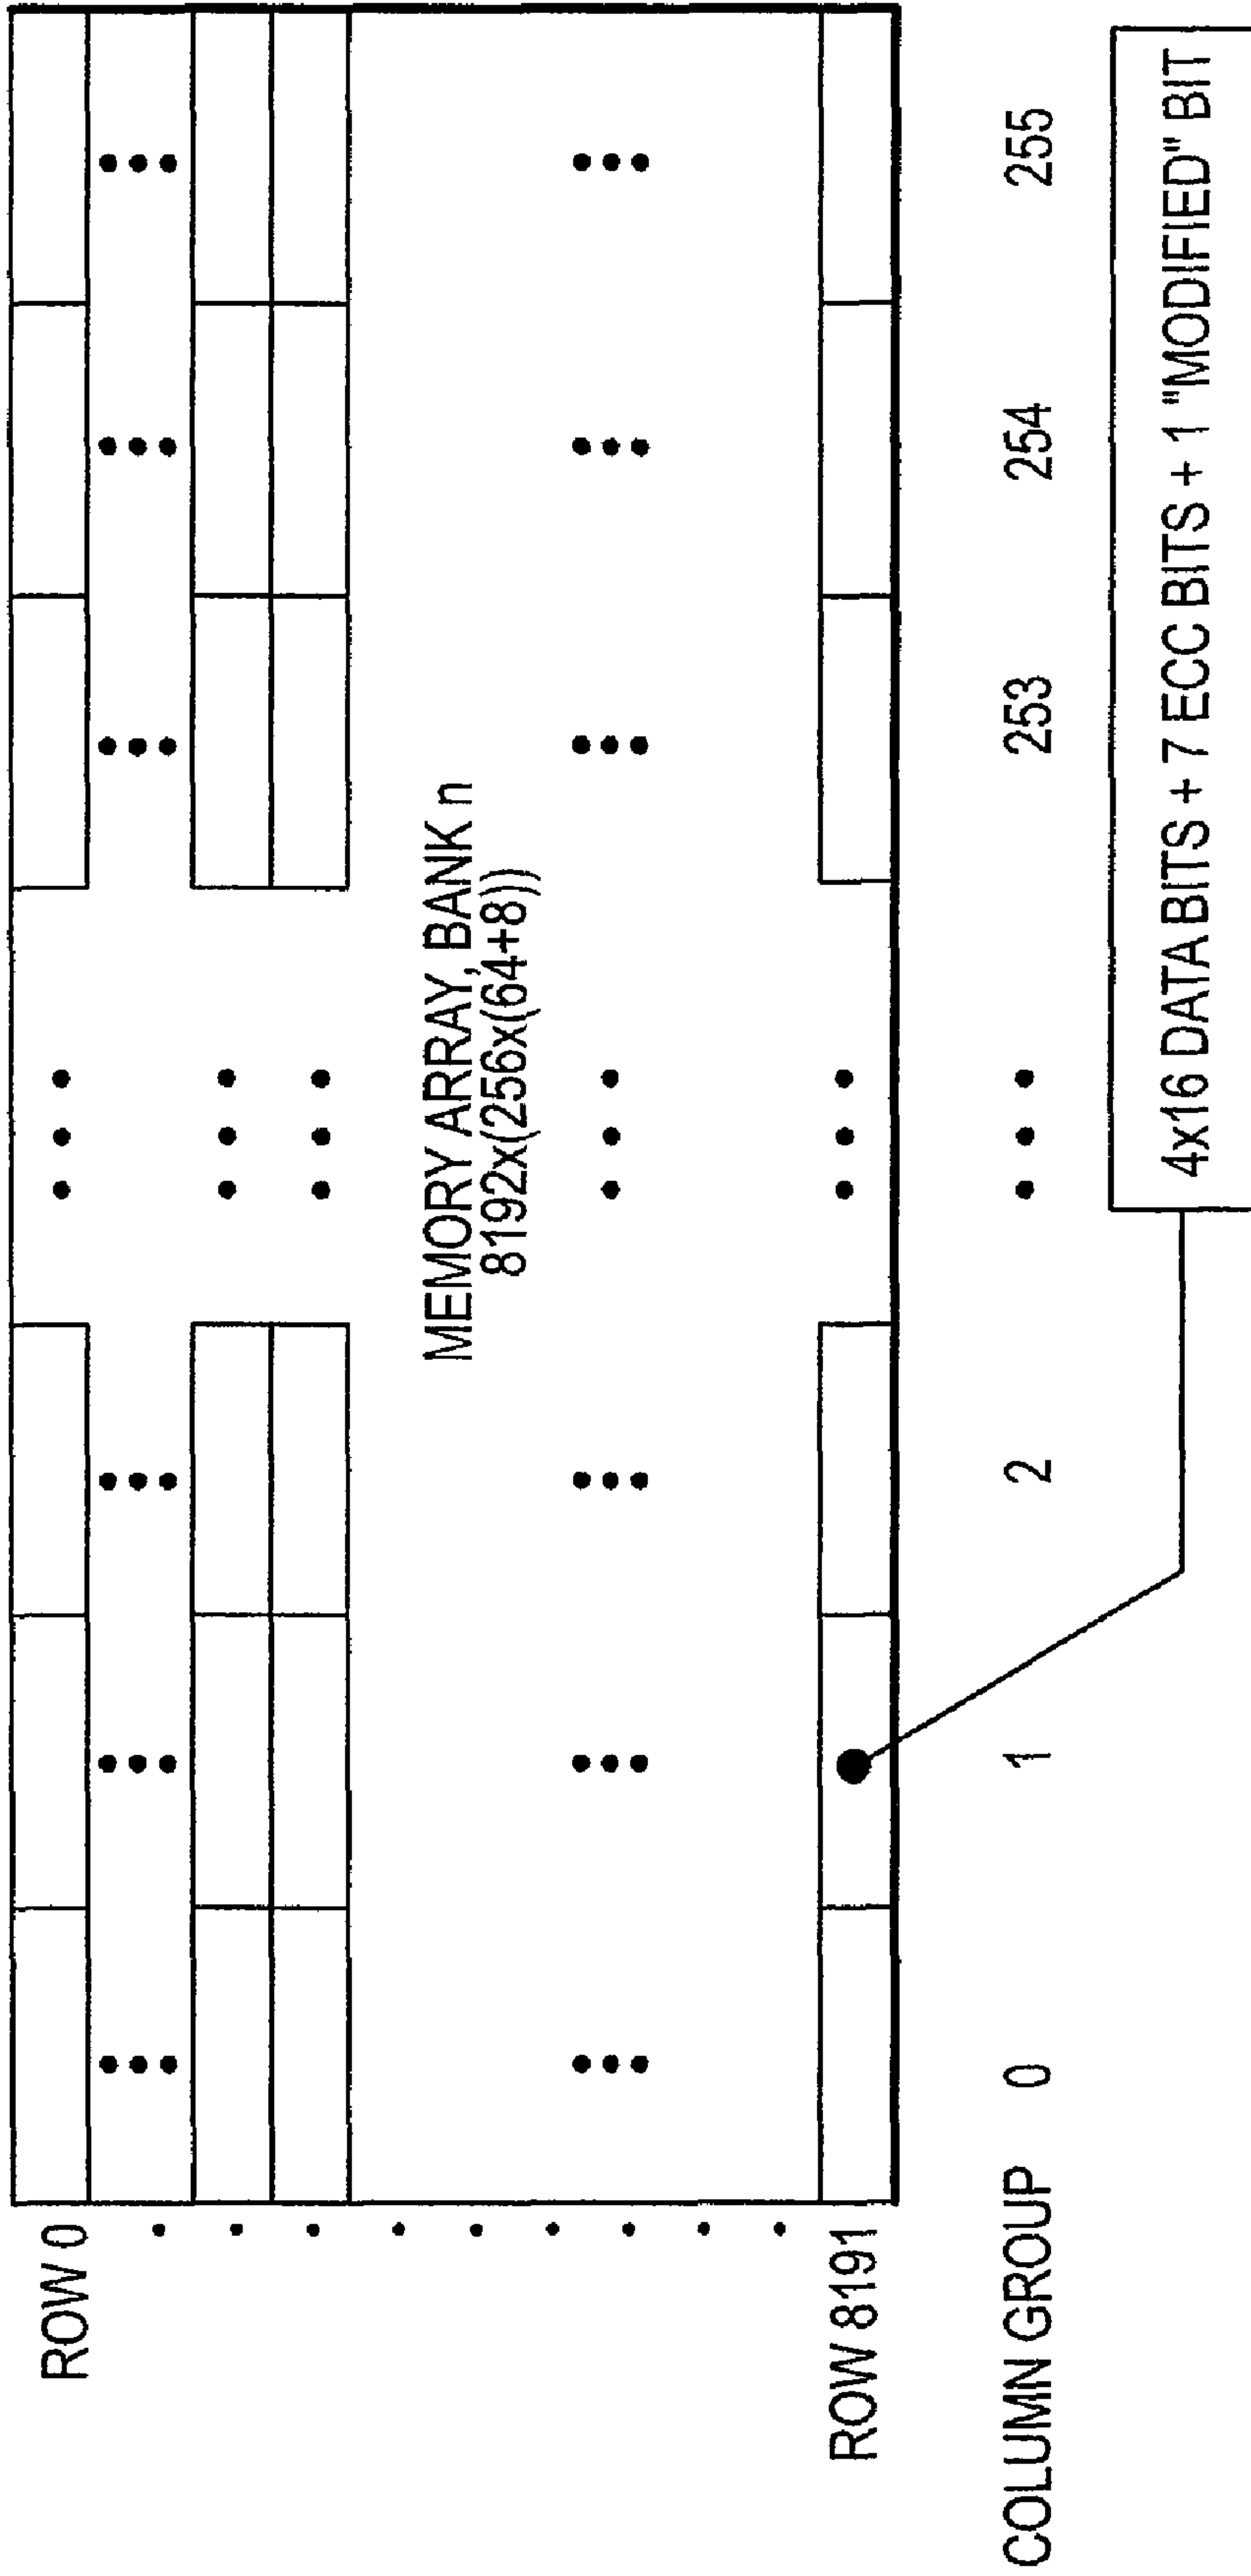 ROW 0
MEMORY ARRAY, BANK n
8192x(256x(64+8))
ROW 8191
COLUMN GROUP 0 1 2 253 254 255
4x16 DATA BITS + 7 ECC BITS + 1 "MODIFIED" BIT